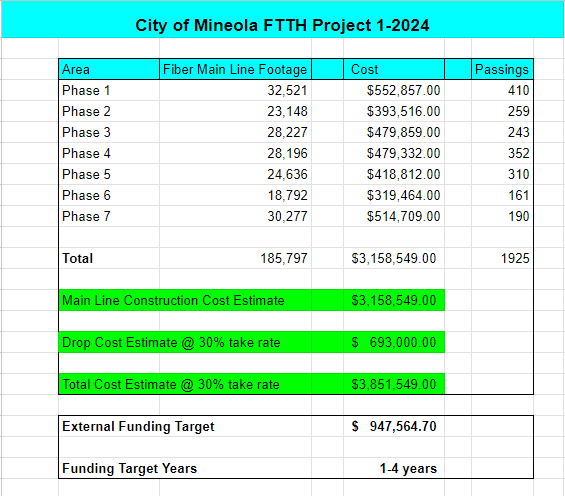 City of Mineola FTTH Project 1-2024
Area Fiber Main Line Footage Cost Passings
Phase 1 32,521 $552,857.00 410
Phase 2 23,148 $393,516.00 259
Phase 3 28,227 $479,859.00 243
Phase 4 28,196 $479,332.00 352
Phase 5 24,636 $418,812.00 310
Phase 6 18,792 $319,464.00 161
Phase 7 30,277 $514,709.00 190
Total 185,797 $3,158,549.00 1925
Main Line Construction Cost Estimate $3,158,549.00
Drop Cost Estimate @ 30% take rate $ 693,000.00
Total Cost Estimate @ 30% take rate $3,851,549.00
External Funding Target $ 947,564.70
Funding Target Years 1-4 years